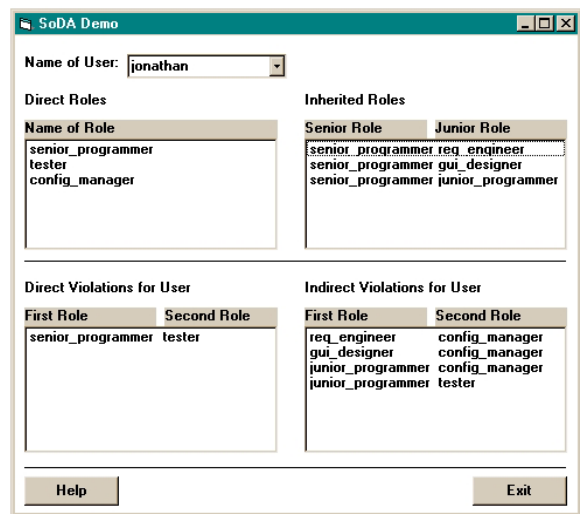 SoDA Demo
Name of User: jonathan
Direct Roles
Name of Role
senior_programmer
tester
config_manager
Inherited Roles
Senior Role Junior Role
senior_programmer req_engineer
senior_programmer gui_designer
senior_programmer junior_programmer
Direct Violations for User
First Role Second Role
senior_programmer tester
Indirect Violations for User
First Role Second Role
req_engineer config_manager
gui_designer config_manager
junior_programmer config_manager
junior_programmer tester
Help
Exit